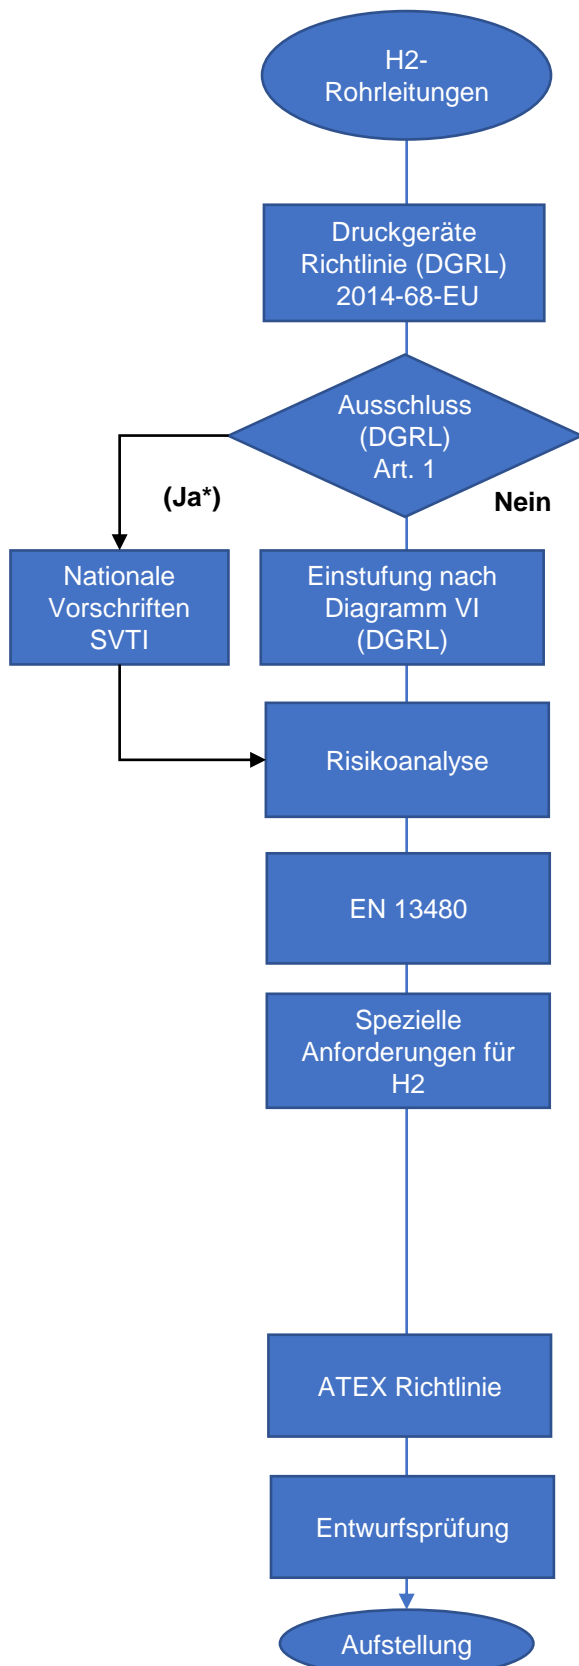 H2-
Rohrleitungen
Druckgeräte
Richtlinie (DGRL)
2014-68-EU
Ausschluss
(DGRL)
Art. 1
(Ja*)
Nein
Nationale
Vorschriften
SVTI
Einstufung nach
Diagramm VI
(DGRL)
Risikoanalyse
EN 13480
Spezielle
Anforderungen für
H2
ATEX Richtlinie
Entwurfsprüfung
Aufstellung